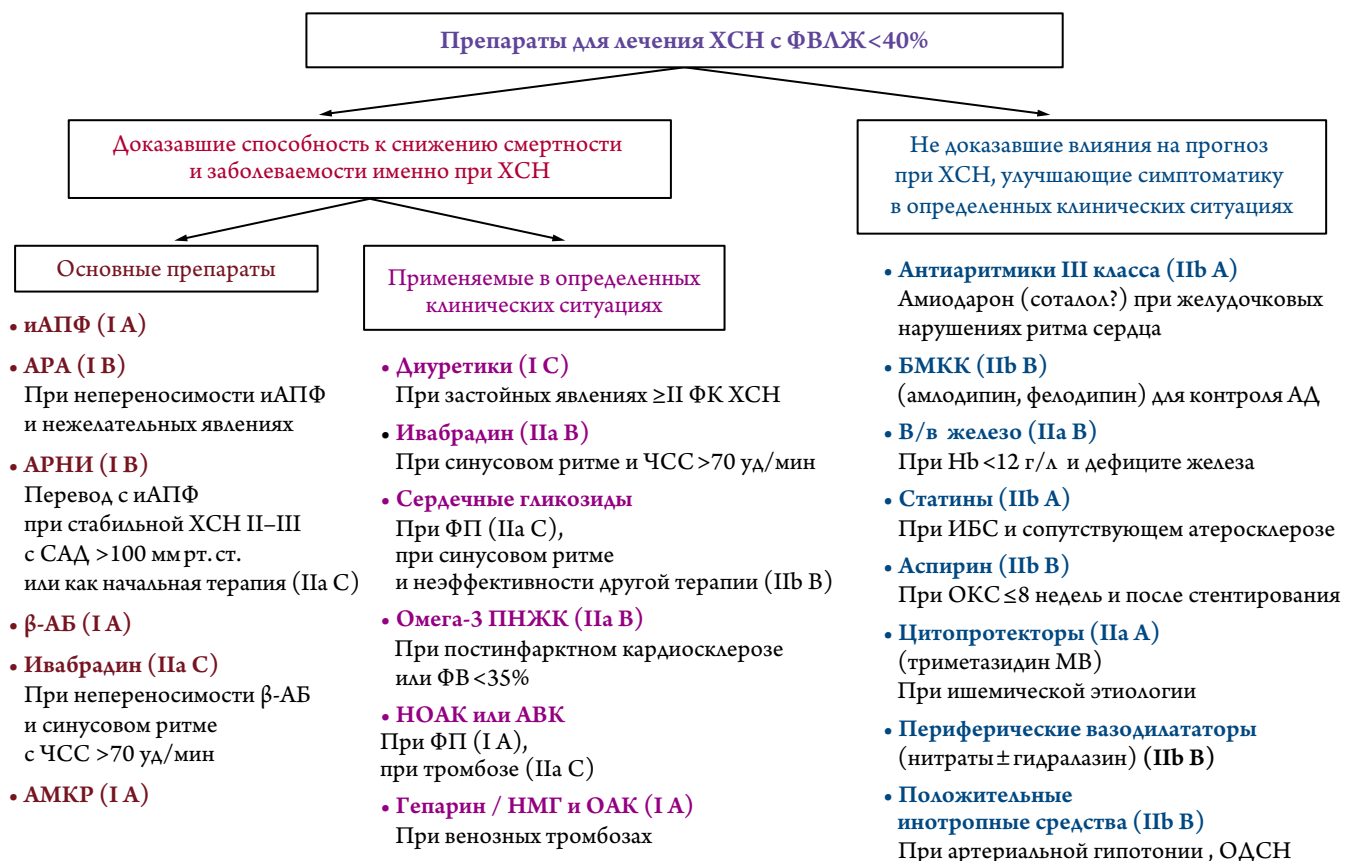 Препараты для лечения ХСН с ФВЛЖ<40%
Доказавшие способность к снижению смертности
и заболеваемости именно при ХСН
Не доказавшие влияния на прогноз
при ХСН, улучшающие симптоматику
в определенных клинических ситуациях
Основные препараты
• иАПФ (I A)
• АРА (I B)
При непереносимости иАПФ
и нежелательных явлениях
• АРНИ (I B)
Перевод с иАПФ
при стабильной ХСН II–III
с САД >100 мм рт. ст.
или как начальная терапия (IIa C)
• β-АБ (I A)
• Ивабрадин (IIa C)
При непереносимости β-АБ
и синусовом ритме
с ЧСС >70 уд/мин
• АМКР (I A)
Применяемые в определенных
клинических ситуациях
• Диуретики (I C)
При застойных явлениях ≥II ФК ХСН
• Ивабрадин (IIa B)
При синусовом ритме и ЧСС >70 уд/мин
• Сердечные гликозиды
При ФП (IIa C),
при синусовом ритме
и неэффективности другой терапии (IIb B)
• Омега-3 ПНЖК (IIa B)
При постинфарктном кардиосклерозе
или ФВ <35%
• НОАК или АВК
При ФП (I A),
при тромбозе (IIa C)
• Гепарин / НМГ и ОАК (I A)
При венозных тромбозах
• Антиаритмики III класса (IIb A)
Амиодарон (соталол?) при желудочковых
нарушениях ритма сердца
• БМКК (IIb B)
(амлодипин, фелодипин) для контроля АД
• В/в железо (IIa B)
При Hb <12 г/л и дефиците железа
• Статины (IIb A)
При ИБС и сопутствующем атеросклерозе
• Аспирин (IIb B)
При ОКС ≤8 недель и после стентирования
• Цитопротекторы (IIa A)
(триметазидин МВ)
При ишемической этиологии
• Периферические вазодилататоры
(нитраты ± гидралазин) (IIb B)
• Положительные
инотропные средства (IIb B)
При артериальной гипотонии , ОДСН